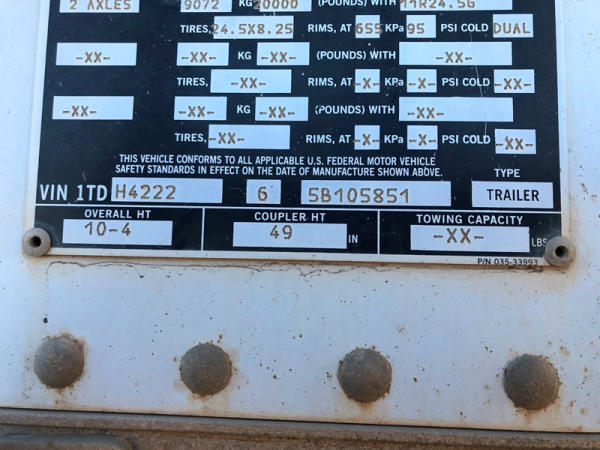 2 AXLES 9072 KG 20000 (POUNDS) WITH 11R24.5G
TIRES, 24.5X8.25 RIMS, AT 655 KPa 95 PSI COLD DUAL
-XX- -XX- KG -XX- (POUNDS) WITH -XX-
TIRES, -XX- RIMS, AT -X- KPa -X- PSI COLD -XX-
-XX- -XX- KG -XX- (POUNDS) WITH -XX-
TIRES, -XX- RIMS, AT -X- KPa -X- PSI COLD -XX-
THIS VEHICLE CONFORMS TO ALL APPLICABLE U.S. FEDERAL MOTOR VEHICLE
SAFETY STANDARDS IN EFFECT ON THE DATE OF MANUFACTURE SHOWN ABOVE.
TYPE
VIN 1TD H4222 6 5B105851 TRAILER
OVERALL HT COUPLER HT TOWING CAPACITY
10-4 49 IN -XX- LBS
P/N 035-33993